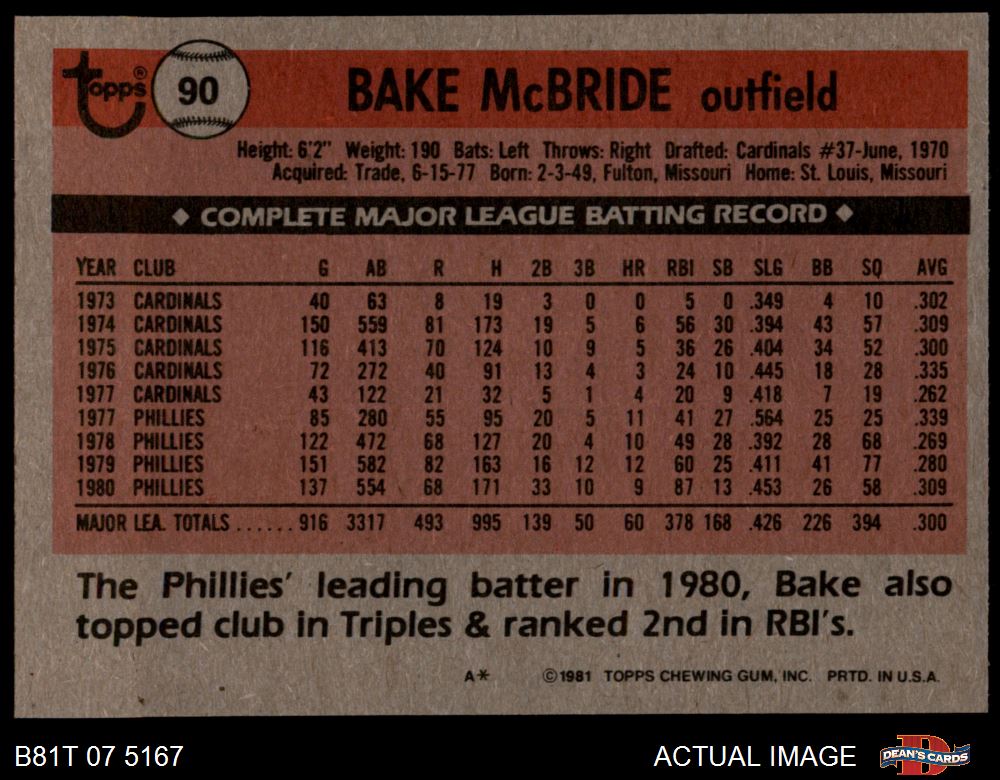 topps® 90 BAKE McBRIDE outfield
Height: 6'2" Weight: 190 Bats: Left Throws: Right Drafted: Cardinals #37-June, 1970
Acquired: Trade, 6-15-77 Born: 2-3-49, Fulton, Missouri Home: St. Louis, Missouri
◆ COMPLETE MAJOR LEAGUE BATTING RECORD ◆
YEAR CLUB G AB R H 2B 3B HR RBI SB SLG BB SO AVG
1973 CARDINALS 40 63 8 19 3 0 0 5 0 .349 4 10 .302
1974 CARDINALS 150 559 81 173 19 5 6 56 30 .394 43 57 .309
1975 CARDINALS 116 413 70 124 10 9 5 36 26 .404 34 52 .300
1976 CARDINALS 72 272 40 91 13 4 3 24 10 .445 18 28 .335
1977 CARDINALS 43 122 21 32 5 1 4 20 9 .418 7 19 .262
1977 PHILLIES 85 280 55 95 20 5 11 41 27 .564 25 25 .339
1978 PHILLIES 122 472 68 127 20 4 10 49 28 .392 28 68 .269
1979 PHILLIES 151 582 82 163 16 12 12 60 25 .411 41 77 .280
1980 PHILLIES 137 554 68 171 33 10 9 87 13 .453 26 58 .309
MAJOR LEA. TOTALS ...... 916 3317 493 995 139 50 60 378 168 .426 226 394 .300
The Phillies' leading batter in 1980, Bake also
topped club in Triples & ranked 2nd in RBI's.
A* ©1981 TOPPS CHEWING GUM, INC. PRTD. IN U.S.A.
B81T 07 5167 ACTUAL IMAGE DEAN'S CARDS